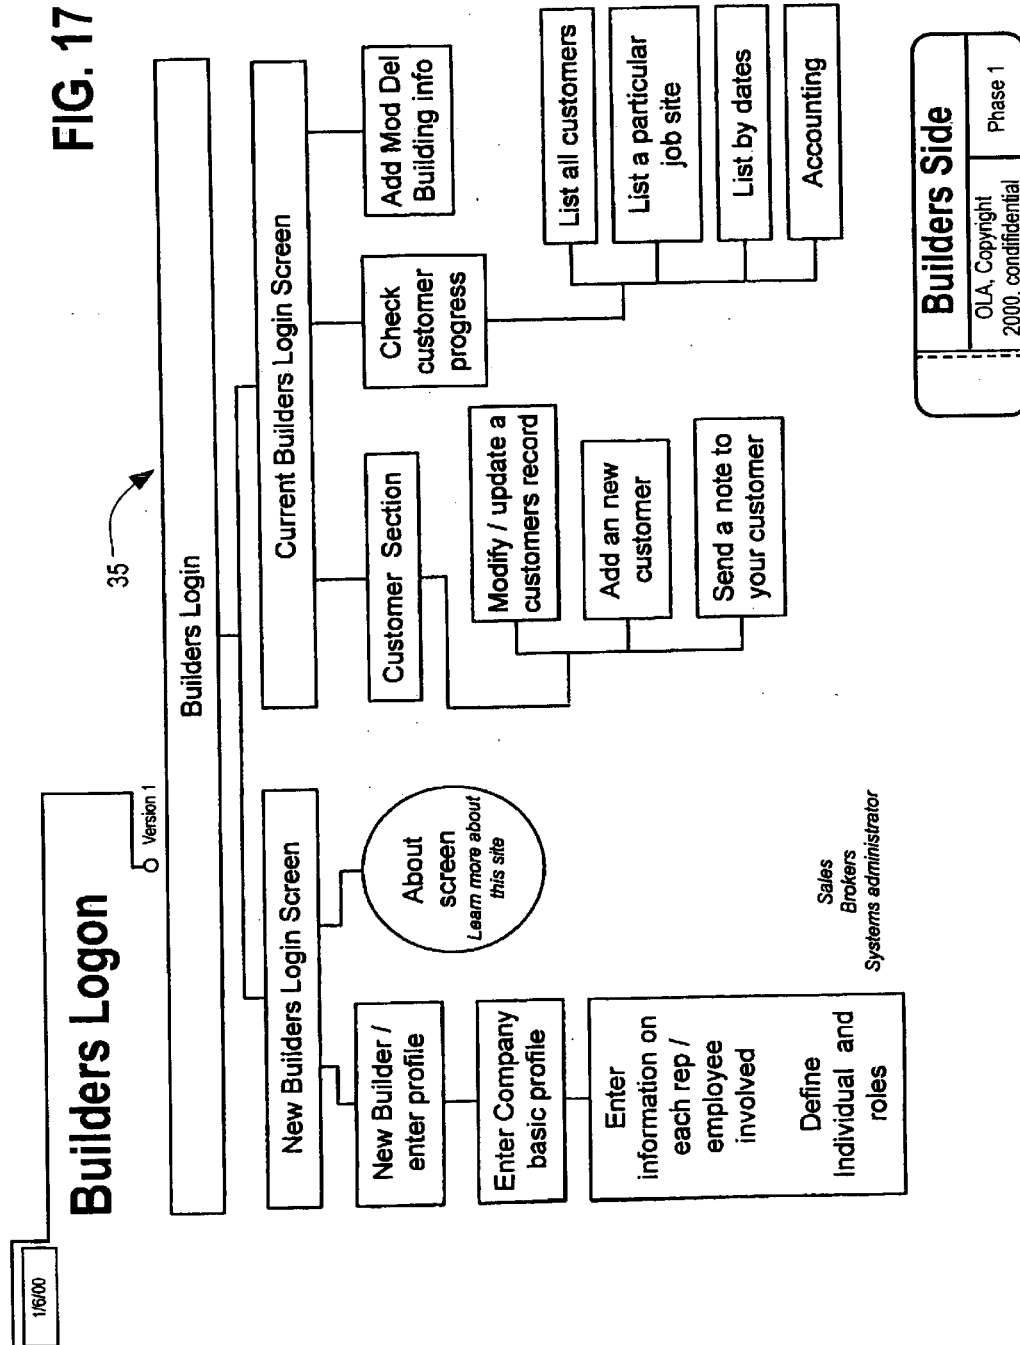 1/6/00
Builders Logon
Version 1
FIG. 17
35
Builders Login
New Builders Login Screen
Current Builders Login Screen
New Builder /
enter profile
About
screen
Learn more about
this site
Customer Section
Check
customer
progress
Add Mod Del
Building info
Enter Company
basic profile
Modify / update a
customers record
Add an new
customer
Send a note to
your customer
List all customers
List a particular
job site
List by dates
Accounting
Enter
information on
each rep /
employee
involved
Define
Individual and
roles
Sales
Brokers
Systems administrator
Builders Side
OLA, Copyright
2000. condifidential
Phase 1